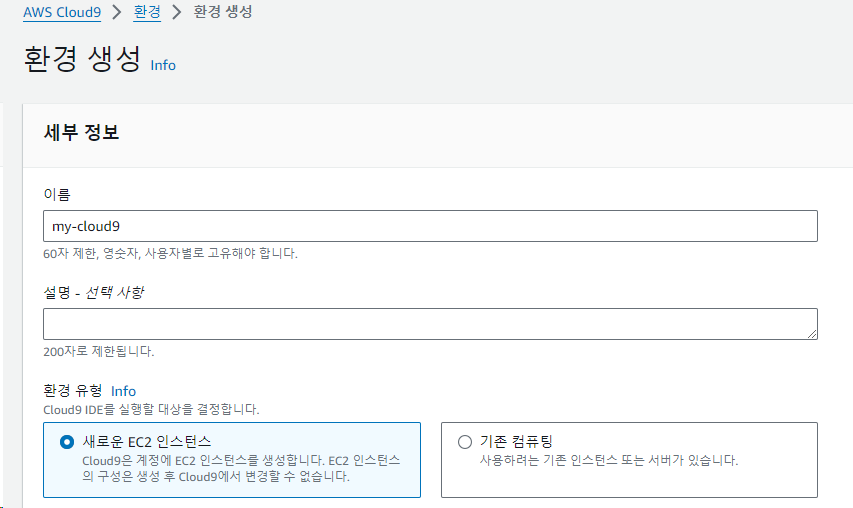 AWS Cloud9 > 환경 > 환경 생성
환경 생성 Info
세부 정보
이름
my-cloud9
60자 제한, 영숫자, 사용자별로 고유해야 합니다.
설명 - 선택 사항
200자로 제한됩니다.
환경 유형 Info
Cloud9 IDE를 실행할 대상을 결정합니다.
새로운 EC2 인스턴스
Cloud9은 계정에 EC2 인스턴스를 생성합니다. EC2 인스턴스
의 구성은 생성 후 Cloud9에서 변경할 수 없습니다.
기존 컴퓨팅
사용하려는 기존 인스턴스 또는 서버가 있습니다.